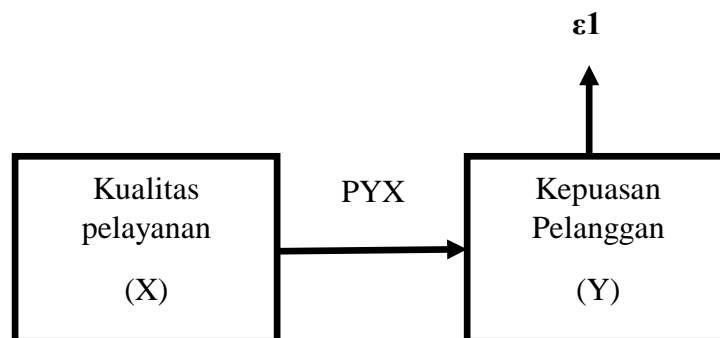 ε1
Kualitas
pelayanan
(X)
PYX
Kepuasan
Pelanggan
(Y)